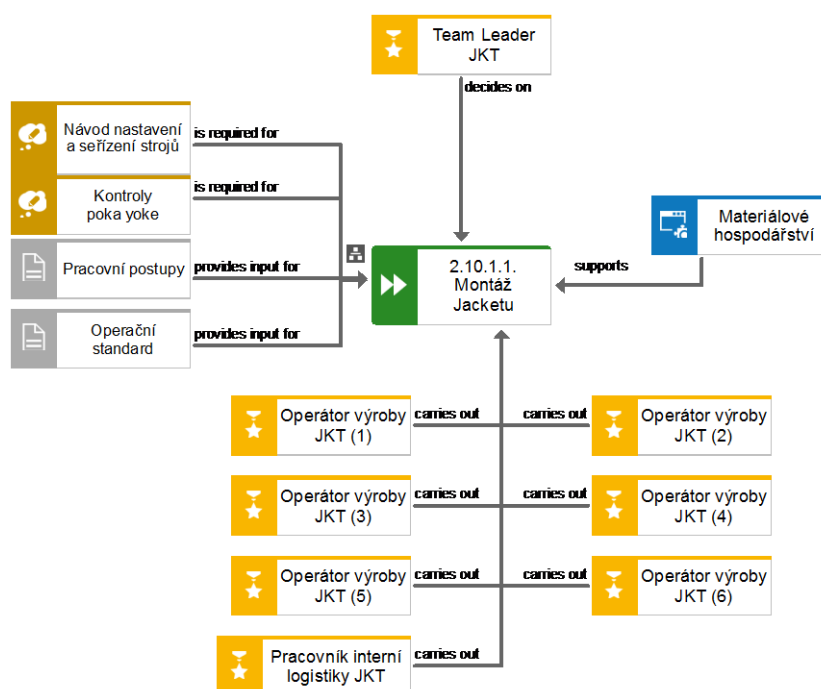 Team Leader
JKT
decides on
Návod nastavení
a seřízení strojů
is required for
Kontroly
poka yoke
is required for
Pracovní postupy
provides input for
Operační
standard
provides input for
2.10.1.1.
Montáž
Jacketu
Materiálové
hospodářství
supports
Operátor výroby
JKT (1)
carries out
carries out
Operátor výroby
JKT (2)
Operátor výroby
JKT (3)
carries out
carries out
Operátor výroby
JKT (4)
Operátor výroby
JKT (5)
carries out
carries out
Operátor výroby
JKT (6)
Pracovník interní
logistiky JKT
carries out